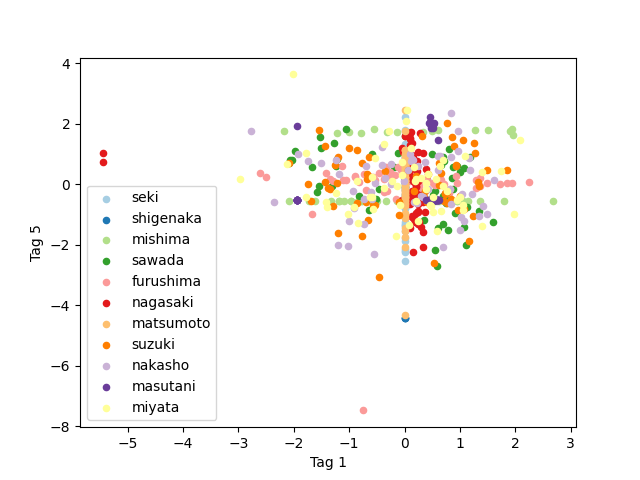 4
2
0
−2
−4
−6
−8
Tag 5
seki
shigenaka
mishima
sawada
furushima
nagasaki
matsumoto
suzuki
nakasho
masutani
miyata
−5 −4 −3 −2 −1 0 1 2 3
Tag 1